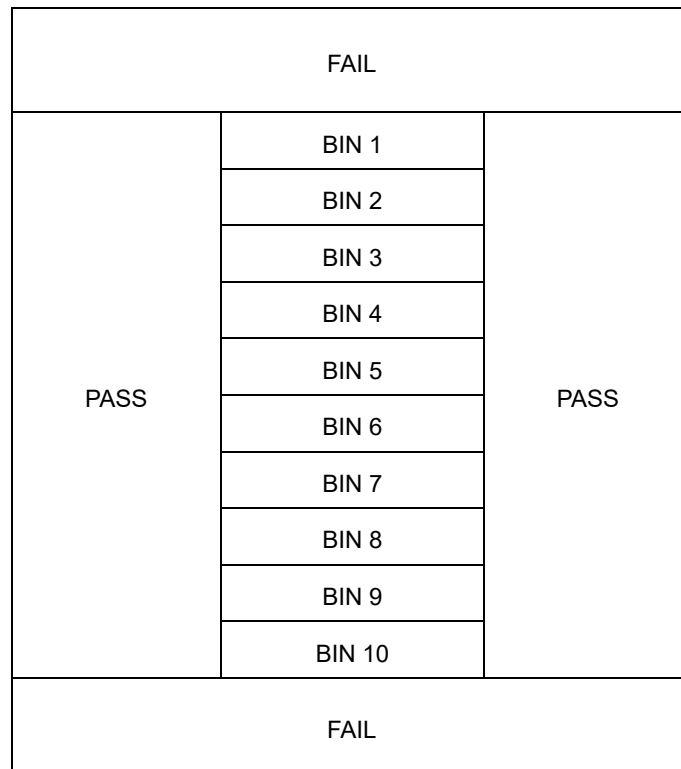 FAIL
BIN 1
BIN 2
BIN 3
BIN 4
BIN 5
PASS
PASS
BIN 6
BIN 7
BIN 8
BIN 9
BIN 10
FAIL